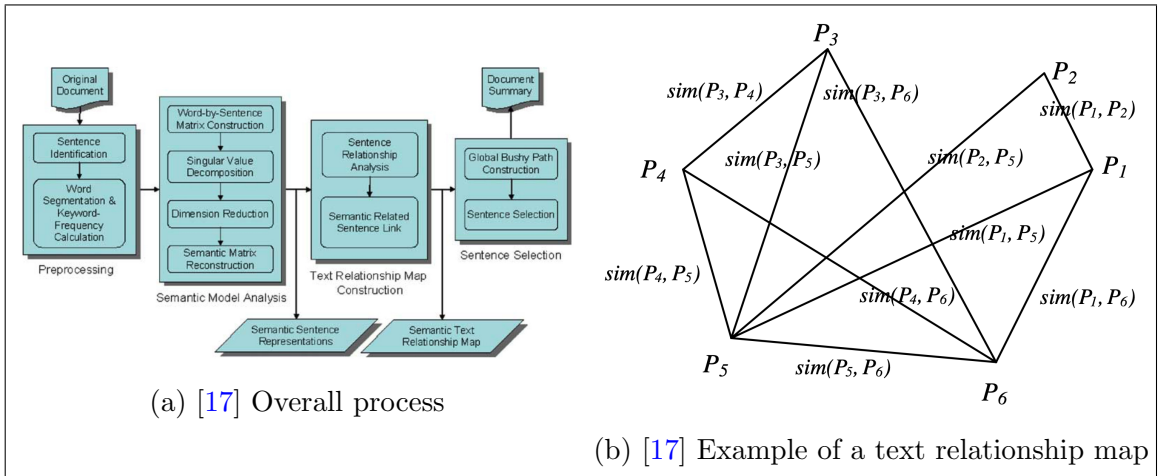 Original
Document
Sentence
Identification
Word
Segmentation &
Keyword-
Frequency
Calculation
Preprocessing
Word-by-Sentence
Matrix Construction
Singular Value
Decomposition
Dimension Reduction
Semantic Matrix
Reconstruction
Semantic Model Analysis
Semantic Sentence
Representations
Sentence
Relationship
Analysis
Semantic Related
Sentence Link
Text Relationship Map
Construction
Semantic Text
Relationship Map
Document
Summary
Global Bushy Path
Construction
Sentence Selection
Sentence Selection
(a) [17] Overall process
P3
P2
sim(P3, P4)
sim(P3, P6)
sim(P1, P2)
sim(P3, P5)
sim(P2, P5)
P4
P1
sim(P1, P5)
sim(P4, P5)
sim(P4, P6)
sim(P1, P6)
P5
sim(P5, P6)
P6
(b) [17] Example of a text relationship map